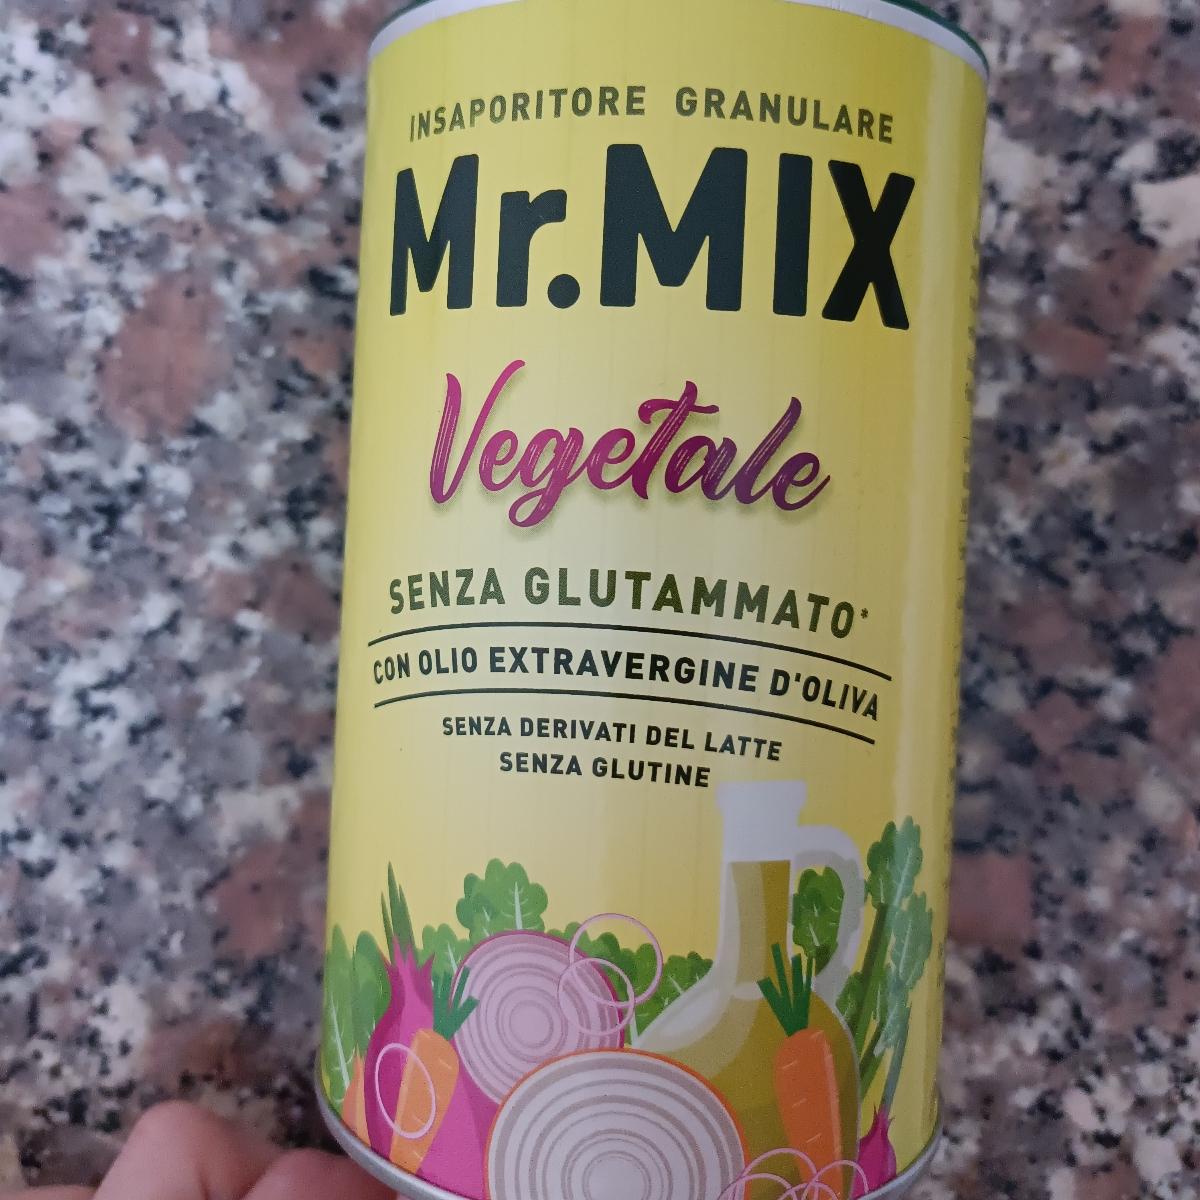 INSAPORITORE GRANULARE
Mr.MIX
Vegetale
SENZA GLUTAMMATO*
CON OLIO EXTRAVERGINE D'OLIVA
SENZA DERIVATI DEL LATTE
SENZA GLUTINE